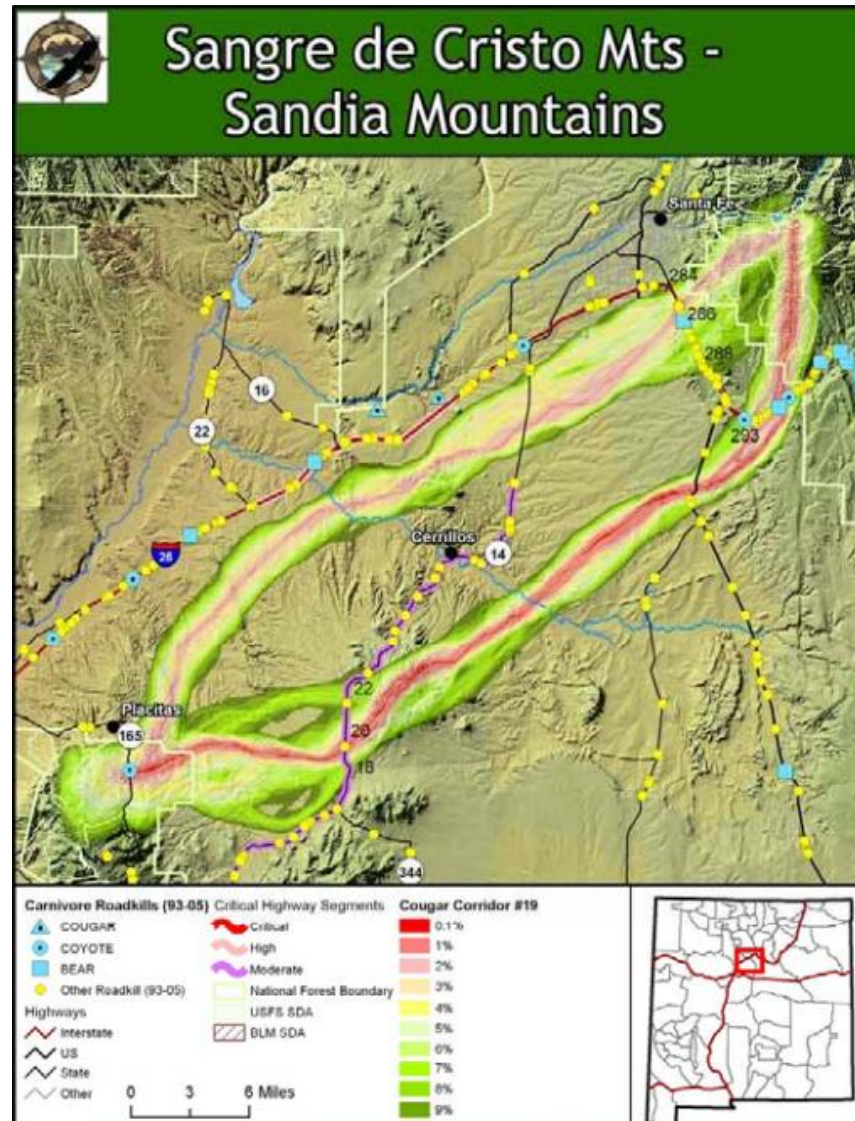 Sangre de Cristo Mts -
Sandia Mountains
Santa Fe
284
286
288
16
22
293
Cerrillos
14
25
22
Placitas
165
20
18
344
Carnivore Roadkills (93-05)
COUGAR
COYOTE
BEAR
Other Roadkill (93-05)
Highways
Interstate
US
State
Other
Critical Highway Segments
Critical
High
Moderate
National Forest Boundary
USFS SDA
BLM SDA
0 3 6 Miles
Cougar Corridor #19
0.1%
1%
2%
3%
4%
5%
6%
7%
8%
9%